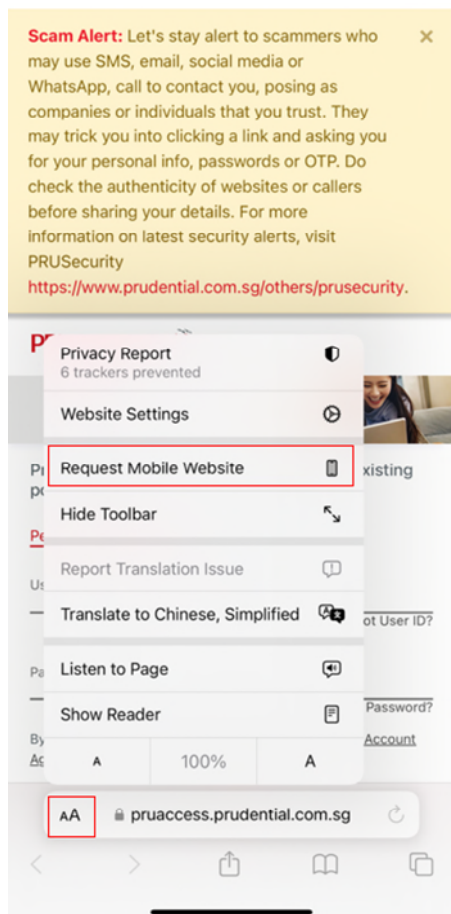 Scam Alert: Let's stay alert to scammers who
may use SMS, email, social media or
WhatsApp, call to contact you, posing as
companies or individuals that you trust. They
may trick you into clicking a link and asking you
for your personal info, passwords or OTP. Do
check the authenticity of websites or callers
before sharing your details. For more
information on latest security alerts, visit
PRUSecurity
https://www.prudential.com.sg/others/prusecurity.
Privacy Report
6 trackers prevented
Website Settings
Request Mobile Website
xisting
Hide Toolbar
Report Translation Issue
Translate to Chinese, Simplified
ot User ID?
Listen to Page
Show Reader
Password?
By
Account
A 100% A
AA pruaccess.prudential.com.sg